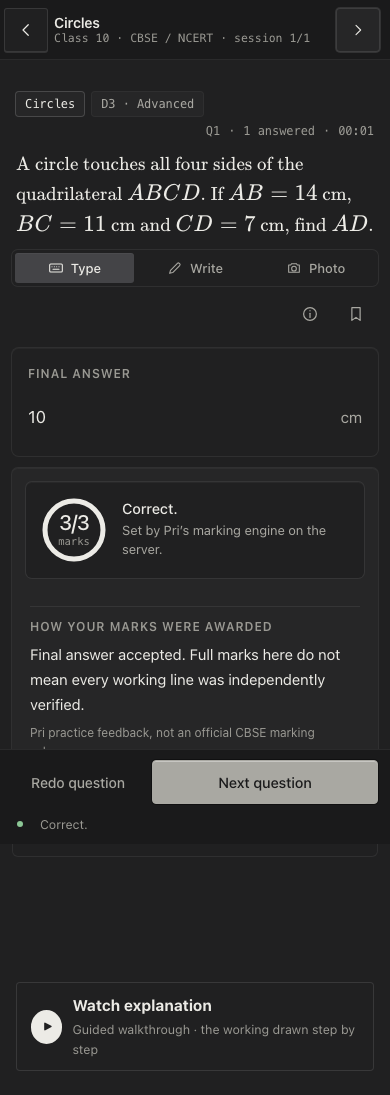 Circles
Class 10 · CBSE / NCERT · session 1/1
Circles
D3 · Advanced
Q1 · 1 answered · 00:01
A circle touches all four sides of the
quadrilateral ABCD. If AB = 14 cm,
BC = 11 cm and CD = 7 cm, find AD.
Type
Write
Photo
FINAL ANSWER
10 cm
3/3
marks
Correct.
Set by Pri's marking engine on the
server.
HOW YOUR MARKS WERE AWARDED
Final answer accepted. Full marks here do not
mean every working line was independently
verified.
Pri practice feedback, not an official CBSE marking
Redo question
Next question
Correct.
Watch explanation
Guided walkthrough · the working drawn step by
step